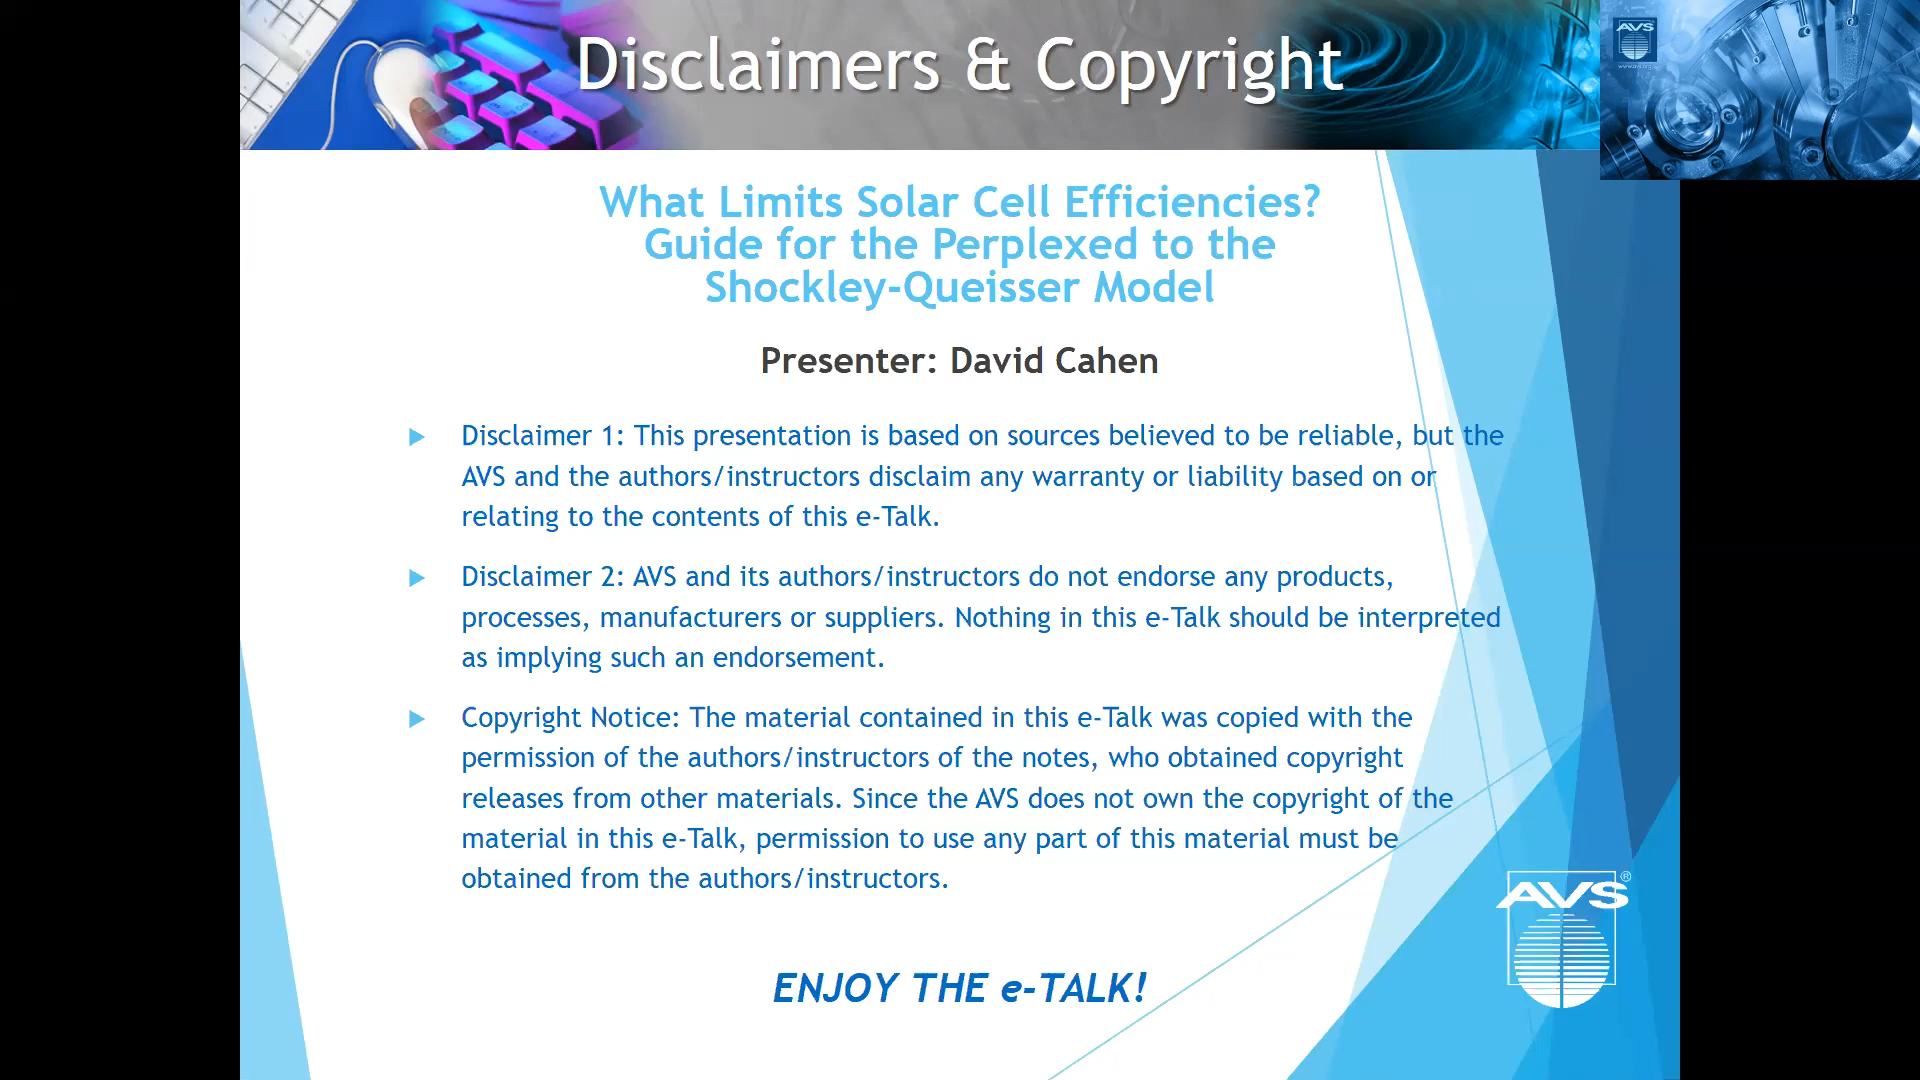 Disclaimers & Copyright
AVS
What Limits Solar Cell Efficiencies?
Guide for the Perplexed to the
Shockley-Queisser Model
Presenter: David Cahen
Disclaimer 1: This presentation is based on sources believed to be reliable, but the
AVS and the authors/instructors disclaim any warranty or liability based on or
relating to the contents of this e-Talk.
Disclaimer 2: AVS and its authors/instructors do not endorse any products,
processes, manufacturers or suppliers. Nothing in this e-Talk should be interpreted
as implying such an endorsement.
Copyright Notice: The material contained in this e-Talk was copied with the
permission of the authors/instructors of the notes, who obtained copyright
releases from other materials. Since the AVS does not own the copyright of the
material in this e-Talk, permission to use any part of this material must be
obtained from the authors/instructors.
AVS®
ENJOY THE e-TALK!